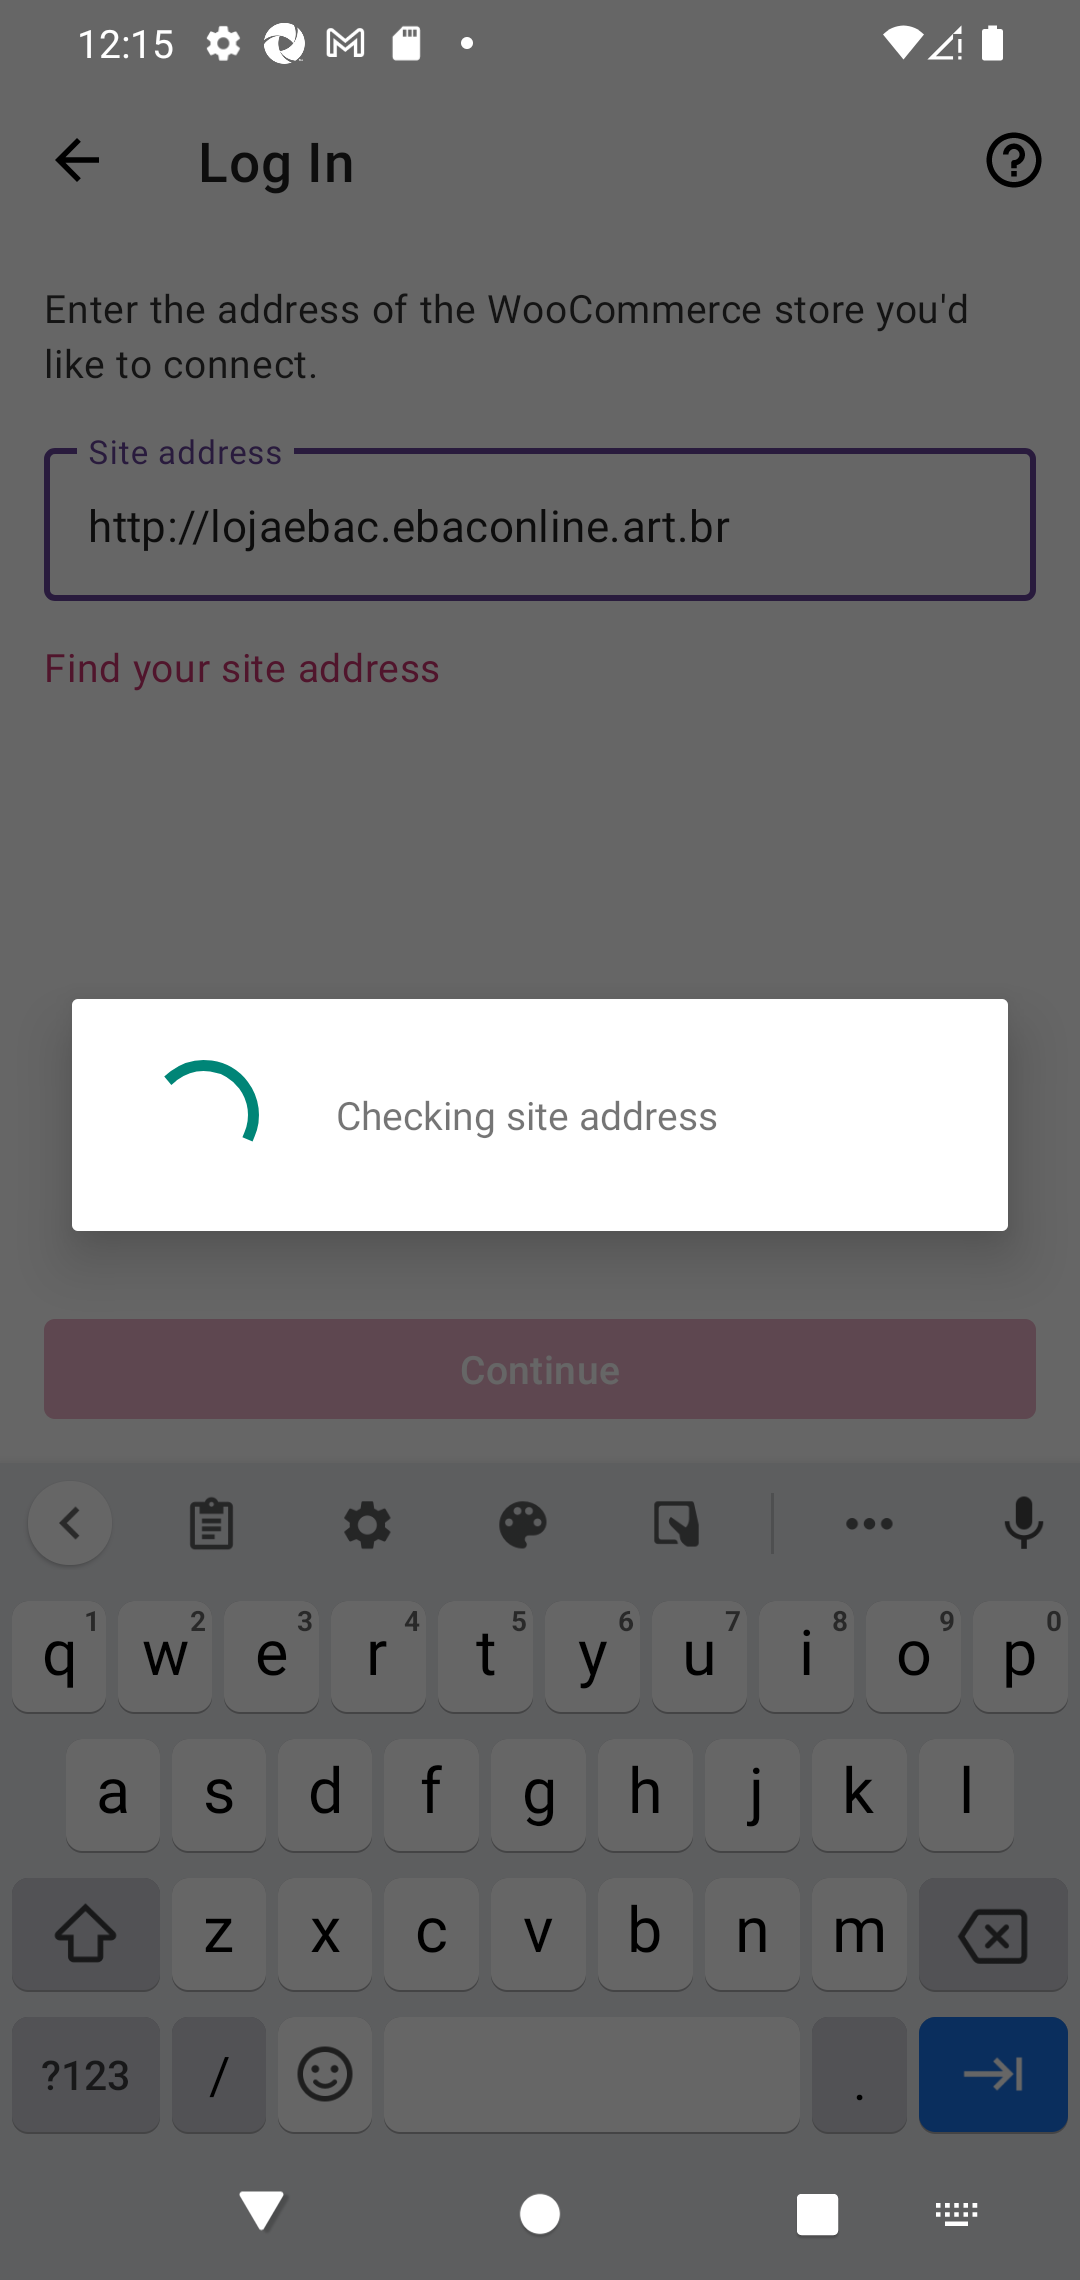 12:15
Log In
Enter the address of the WooCommerce store you'd
like to connect.
Site address
http://lojaebac.ebaconline.art.br
Find your site address
Checking site address
Continue
q 1 w 2 e 3 r 4 t 5 y 6 u 7 i 8 o 9 p 0
a s d f g h j k l
z x c v b n m
?123 / .